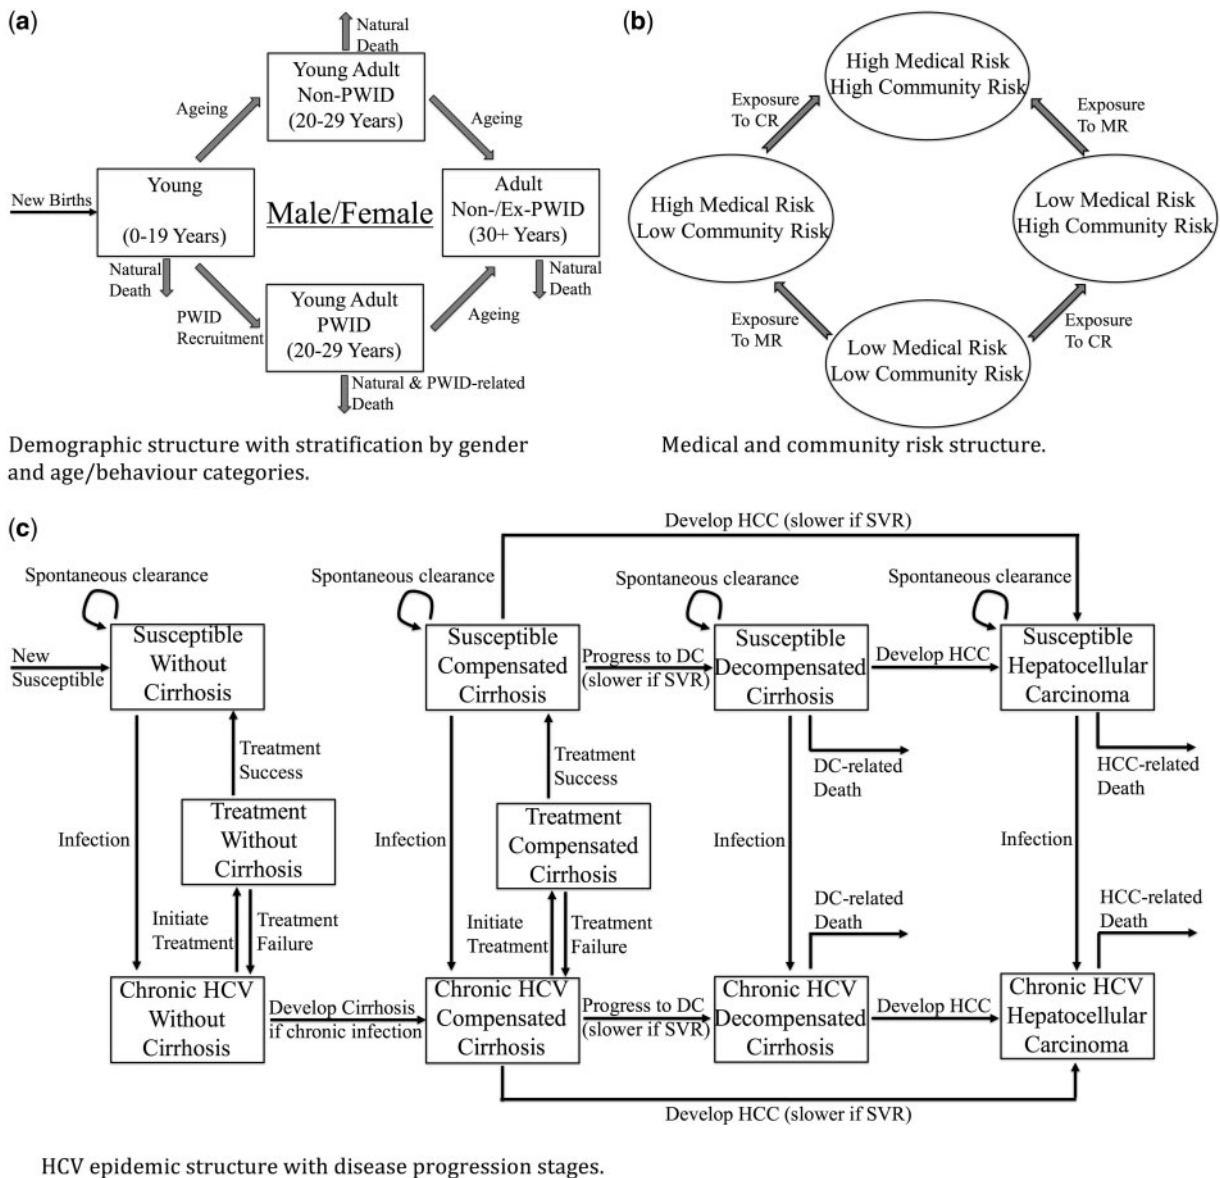 (a)
Natural
Death
Young Adult
Non-PWID
(20-29 Years)
Ageing
Ageing
New Births
Young
(0-19 Years)
Male/Female
Adult
Non-/Ex-PWID
(30+ Years)
Natural
Death
Natural
Death
PWID
Recruitment
Young Adult
PWID
(20-29 Years)
Ageing
Natural & PWID-related
Death
Demographic structure with stratification by gender
and age/behaviour categories.
(b)
High Medical Risk
High Community Risk
Exposure
To CR
Exposure
To MR
High Medical Risk
Low Community Risk
Low Medical Risk
High Community Risk
Exposure
To MR
Exposure
To CR
Low Medical Risk
Low Community Risk
Medical and community risk structure.
(c)
Develop HCC (slower if SVR)
Spontaneous clearance
Spontaneous clearance
Spontaneous clearance
Spontaneous clearance
New
Susceptible
Susceptible
Without
Cirrhosis
Susceptible
Compensated
Cirrhosis
Progress to DC
(slower if SVR)
Susceptible
Decompensated
Cirrhosis
Develop HCC
Susceptible
Hepatocellular
Carcinoma
Treatment
Success
Treatment
Success
DC-related
Death
HCC-related
Death
Infection
Treatment
Without
Cirrhosis
Infection
Treatment
Compensated
Cirrhosis
Infection
Infection
Initiate
Treatment
Treatment
Failure
Initiate
Treatment
Treatment
Failure
DC-related
Death
HCC-related
Death
Chronic HCV
Without
Cirrhosis
Develop Cirrhosis
if chronic infection
Chronic HCV
Compensated
Cirrhosis
Progress to DC
(slower if SVR)
Chronic HCV
Decompensated
Cirrhosis
Develop HCC
Chronic HCV
Hepatocellular
Carcinoma
Develop HCC (slower if SVR)
HCV epidemic structure with disease progression stages.